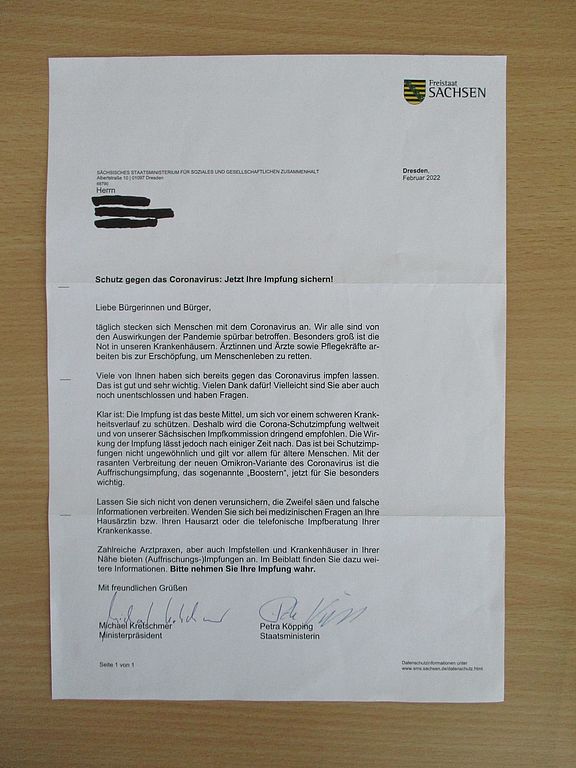 Freistaat
SACHSEN
SÄCHSISCHES STAATSMINISTERIUM FÜR SOZIALES UND GESELLSCHAFTLICHEN ZUSAMMENHALT
Albertstraße 10 | 01097 Dresden
Herrn
Dresden,
Februar 2022
Schutz gegen das Coronavirus: Jetzt Ihre Impfung sichern!
Liebe Bürgerinnen und Bürger,
täglich stecken sich Menschen mit dem Coronavirus an. Wir alle sind von
den Auswirkungen der Pandemie spürbar betroffen. Besonders groß ist die
Not in unseren Krankenhäusern. Ärztinnen und Ärzte sowie Pflegekräfte ar-
beiten bis zur Erschöpfung, um Menschenleben zu retten.
Viele von Ihnen haben sich bereits gegen das Coronavirus impfen lassen.
Das ist gut und sehr wichtig. Vielen Dank dafür! Vielleicht sind Sie aber auch
noch unentschlossen und haben Fragen.
Klar ist: Die Impfung ist das beste Mittel, um sich vor einem schweren Krank-
heitsverlauf zu schützen. Deshalb wird die Corona-Schutzimpfung weltweit
und von unserer Sächsischen Impfkommission dringend empfohlen. Die Wir-
kung der Impfung lässt jedoch nach einiger Zeit nach. Das ist bei Schutzimp-
fungen nicht ungewöhnlich und gilt vor allem für ältere Menschen. Mit der
rasanten Verbreitung der neuen Omikron-Variante des Coronavirus ist die
Auffrischungsimpfung, das sogenannte „Boostern", jetzt für Sie besonders
wichtig.
Lassen Sie sich nicht von denen verunsichern, die Zweifel säen und falsche
Informationen verbreiten. Wenden Sie sich bei medizinischen Fragen an Ihre
Hausärztin bzw. Ihren Hausarzt oder die telefonische Impfberatung Ihrer
Krankenkasse.
Zahlreiche Arztpraxen, aber auch Impfstellen und Krankenhäuser in Ihrer
Nähe bieten (Auffrischungs-)Impfungen an. Im Beiblatt finden Sie dazu wei-
tere Informationen. Bitte nehmen Sie Ihre Impfung wahr.
Mit freundlichen Grüßen
Michael Kretschmer
Ministerpräsident
Petra Köpping
Staatsministerin
Seite 1 von 1
Datenschutzinformationen unter
www.sms.sachsen.de/datenschutz.html